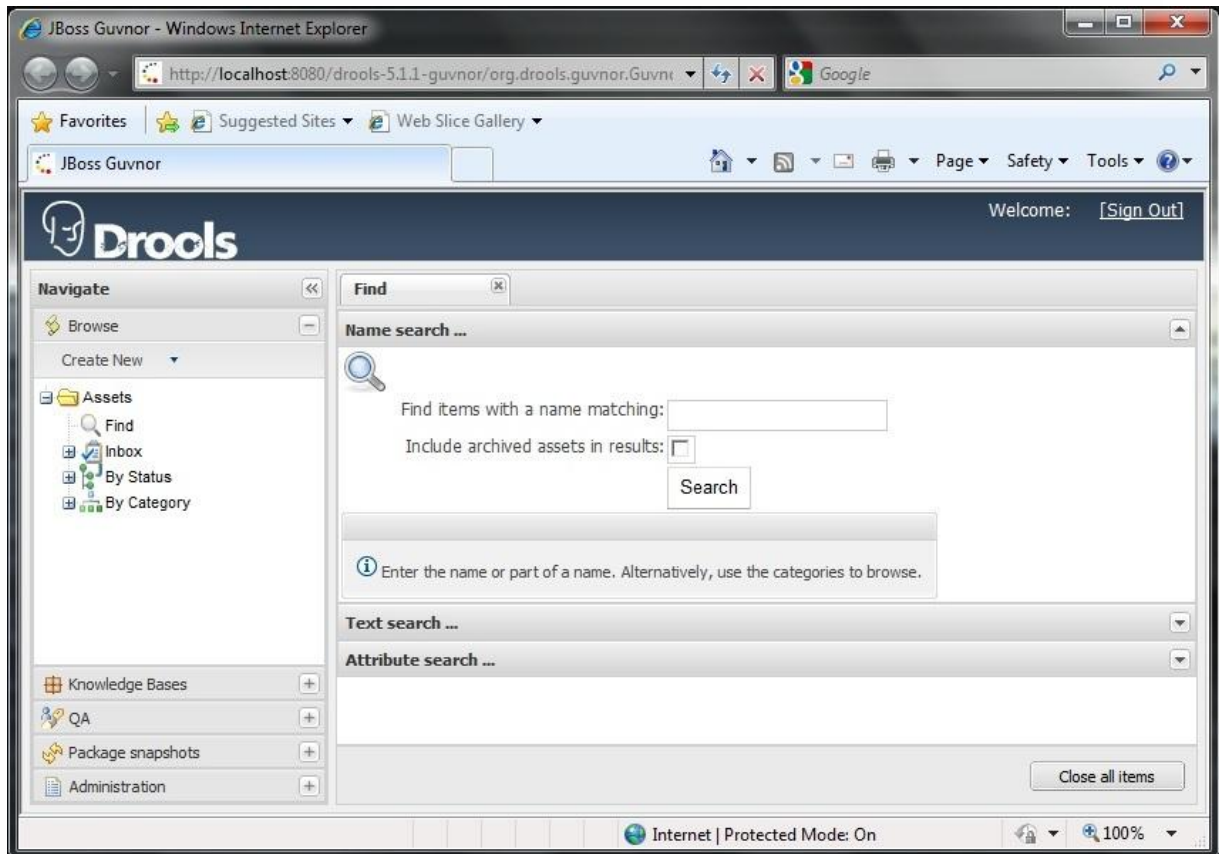 JBoss Guvnor - Windows Internet Explorer
http://localhost:8080/drools-5.1.1-guvnor/org.drools.guvnor.Guvn
Google
Favorites
Suggested Sites
Web Slice Gallery
JBoss Guvnor
Page
Safety
Tools
Drools
Welcome: [Sign Out]
Navigate
Browse
Create New
Assets
Find
Inbox
By Status
By Category
Knowledge Bases
QA
Package snapshots
Administration
Find
Name search ...
Find items with a name matching:
Include archived assets in results:
Search
Enter the name or part of a name. Alternatively, use the categories to browse.
Text search ...
Attribute search ...
Close all items
Internet | Protected Mode: On
100%